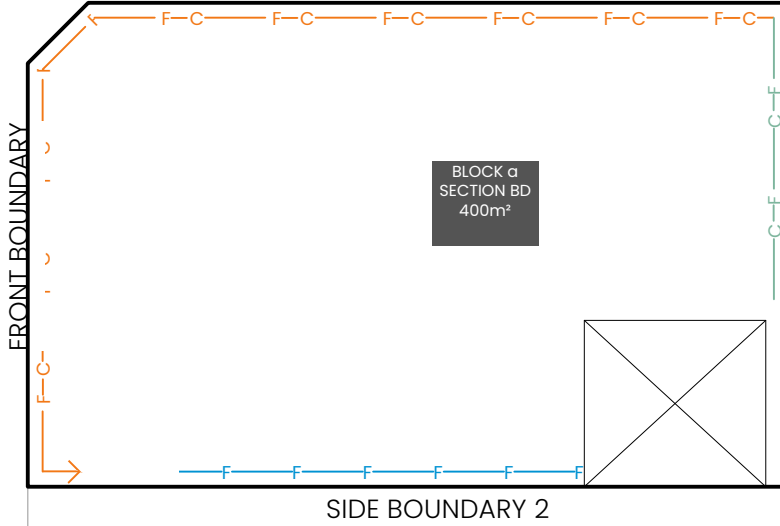 F C F C F C F C F C F C
F
C
F
C
BLOCK a
SECTION BD
400m²
FRONT BOUNDARY
C
F
F F F F F F
SIDE BOUNDARY 2